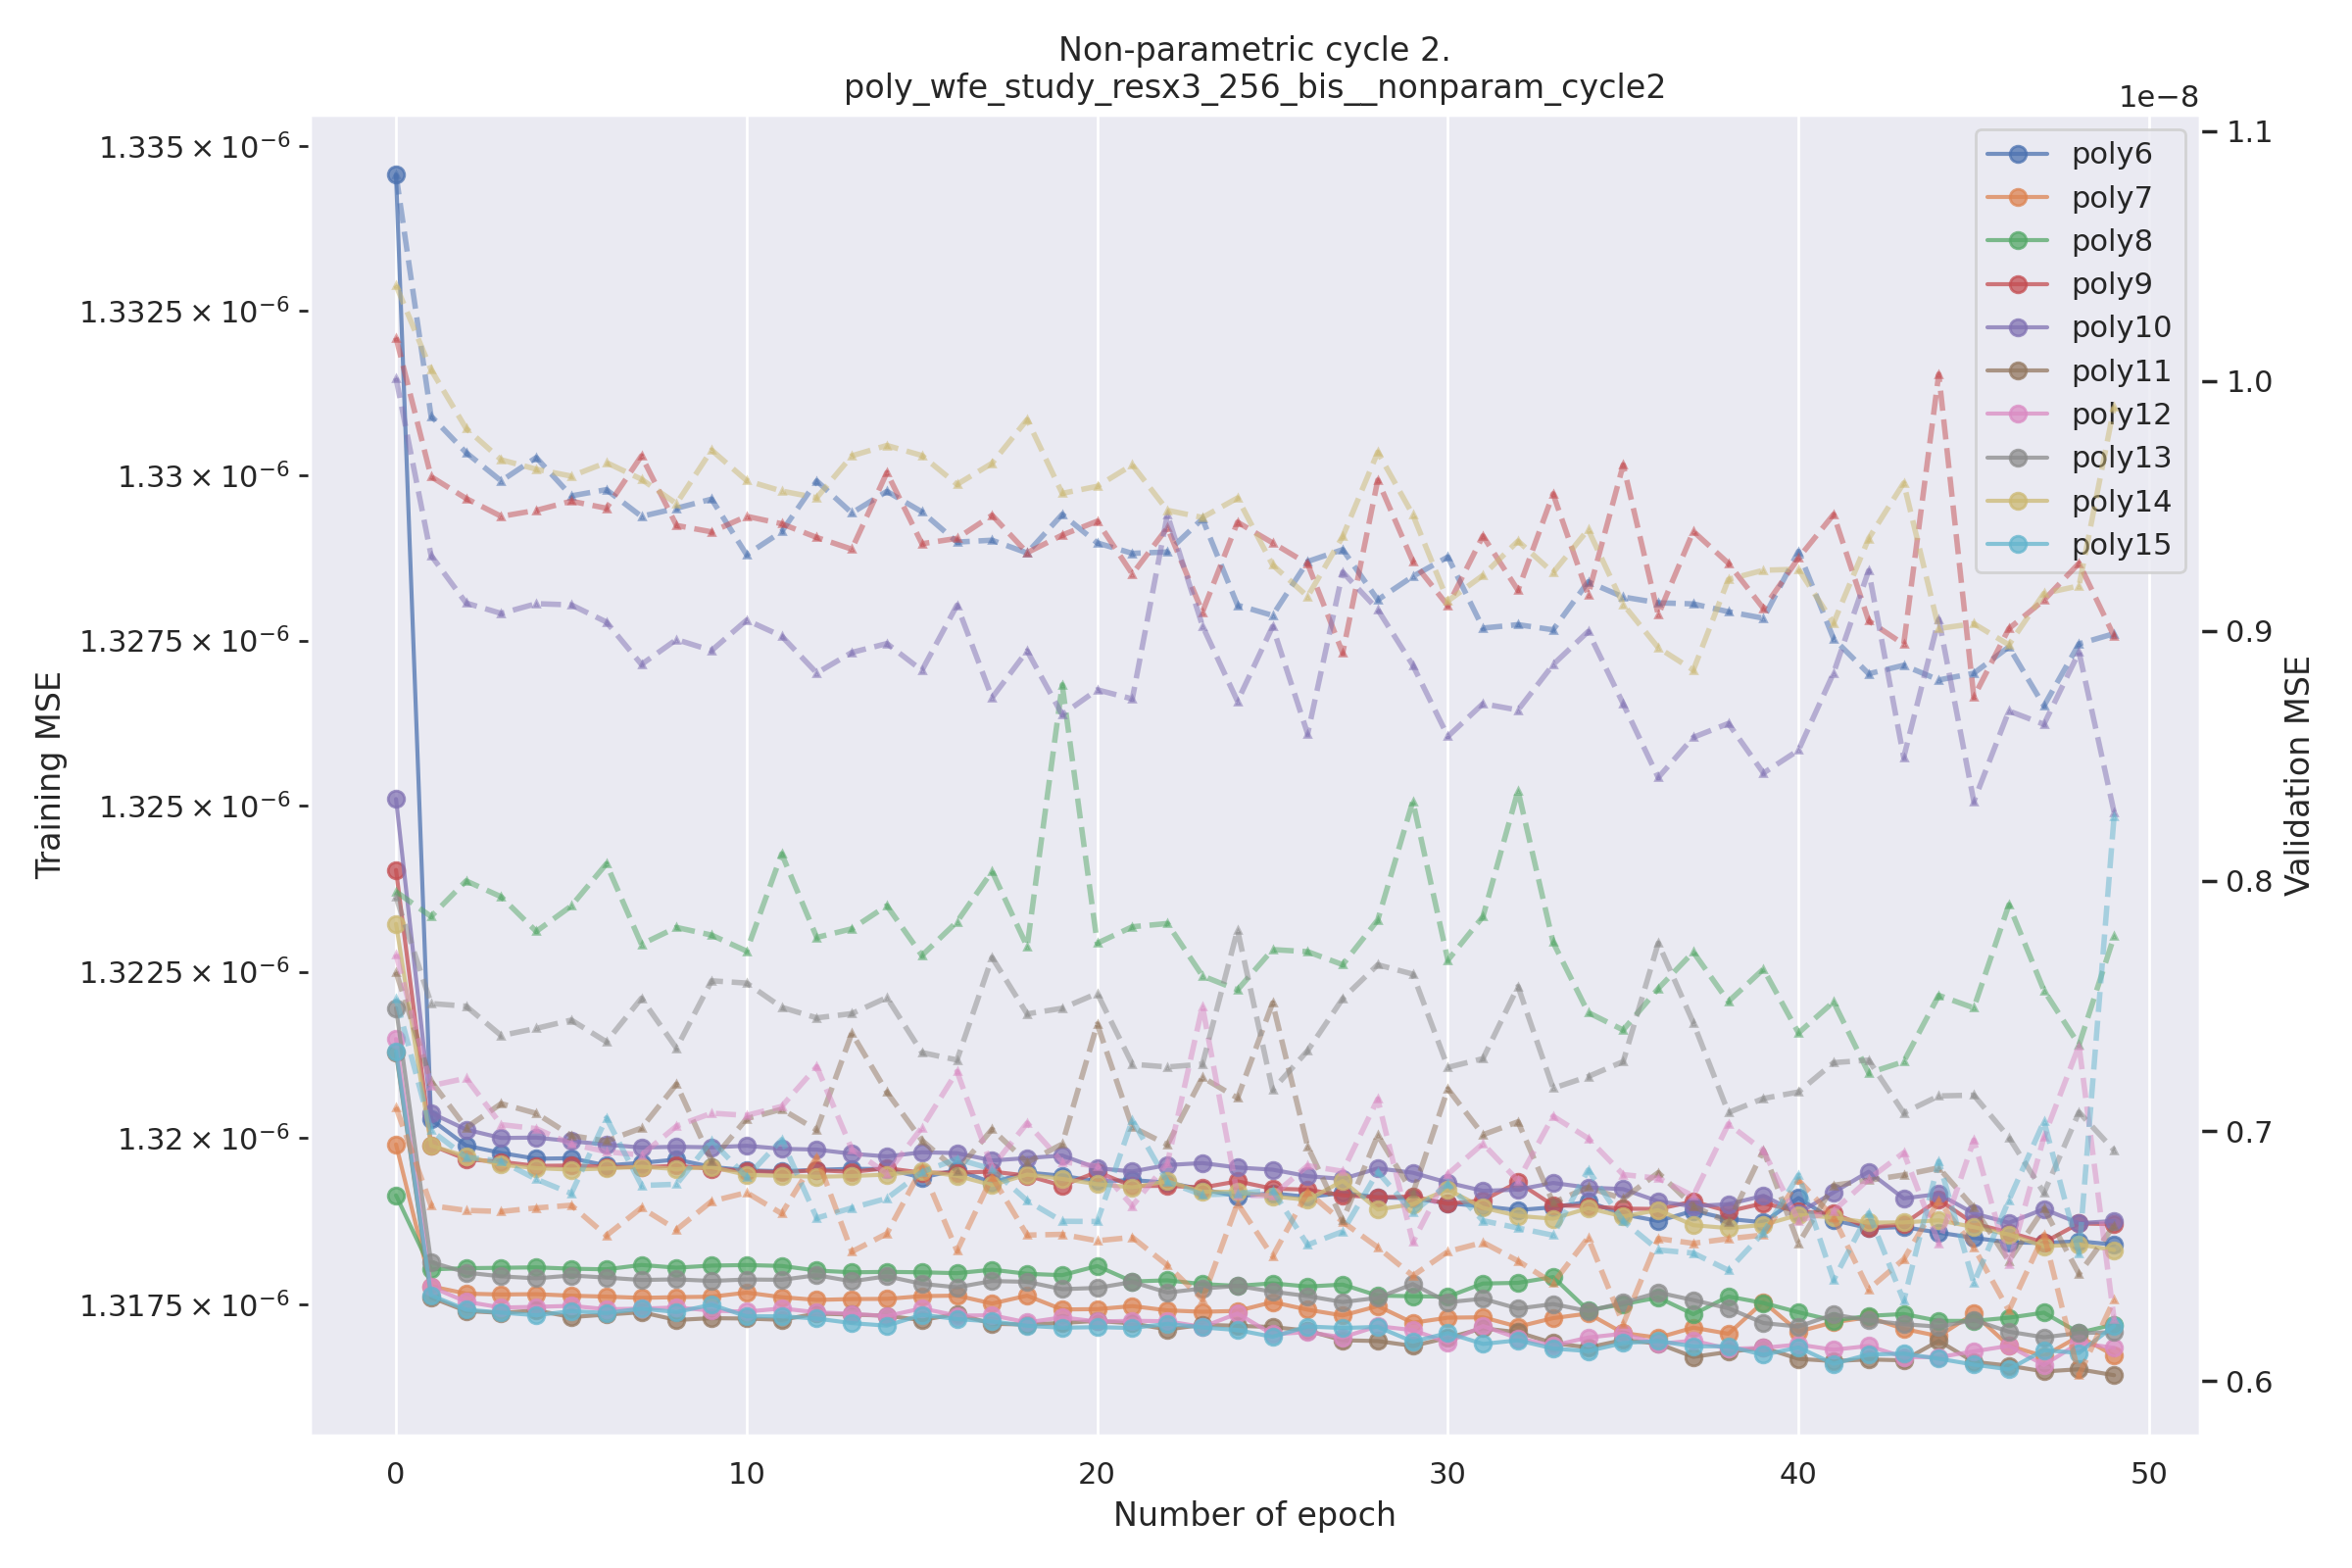 Non-parametric cycle 2.
poly_wfe_study_resx3_256_bis__nonparam_cycle2
1e−8
1.335 × 10⁻⁶
1.3325 × 10⁻⁶
1.33 × 10⁻⁶
1.3275 × 10⁻⁶
1.325 × 10⁻⁶
1.3225 × 10⁻⁶
1.32 × 10⁻⁶
1.3175 × 10⁻⁶
Training MSE
poly6
poly7
poly8
poly9
poly10
poly11
poly12
poly13
poly14
poly15
1.1
1.0
0.9
0.8
0.7
0.6
Validation MSE
0
10
20
30
40
50
Number of epoch